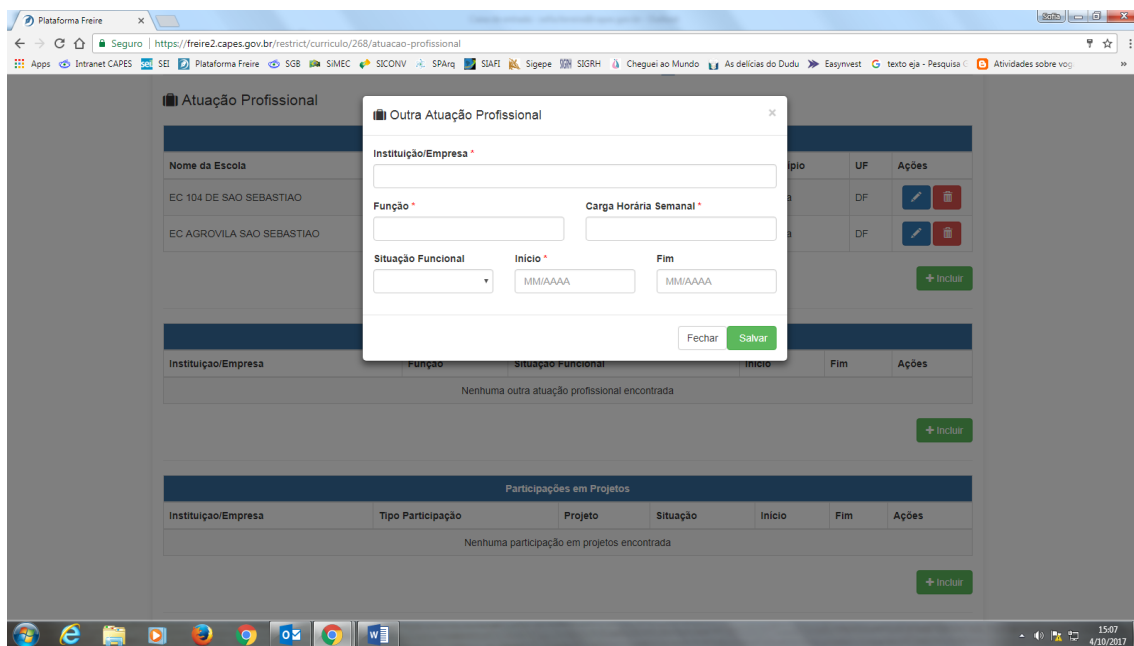 Plataforma Freire
Sofia
Seguro | https://freire2.capes.gov.br/restrict/curriculo/268/atuacao-profissional
Apps Intranet CAPES SEI Plataforma Freire SGB SiMEC SICONV SPArq SIAFI Sigepe SIGRH Cheguei ao Mundo As delícias do Dudu Easynvest texto eja - Pesquisa Atividades sobre vog
Atuação Profissional
Outra Atuação Profissional ×
Instituição/Empresa *
Nome da Escola UF Ações
EC 104 DE SAO SEBASTIAO DF
Função * Carga Horária Semanal *
EC AGROVILA SAO SEBASTIAO DF
Situação Funcional Início * Fim
MM/AAAA MM/AAAA
+ Incluir
Fechar Salvar
Instituiçao/Empresa Função Situação Funcional Início Fim Ações
Nenhuma outra atuação profissional encontrada
+ Incluir
Participações em Projetos
Instituiçao/Empresa Tipo Participação Projeto Situação Início Fim Ações
Nenhuma participação em projetos encontrada
+ Incluir
15:07
4/10/2017